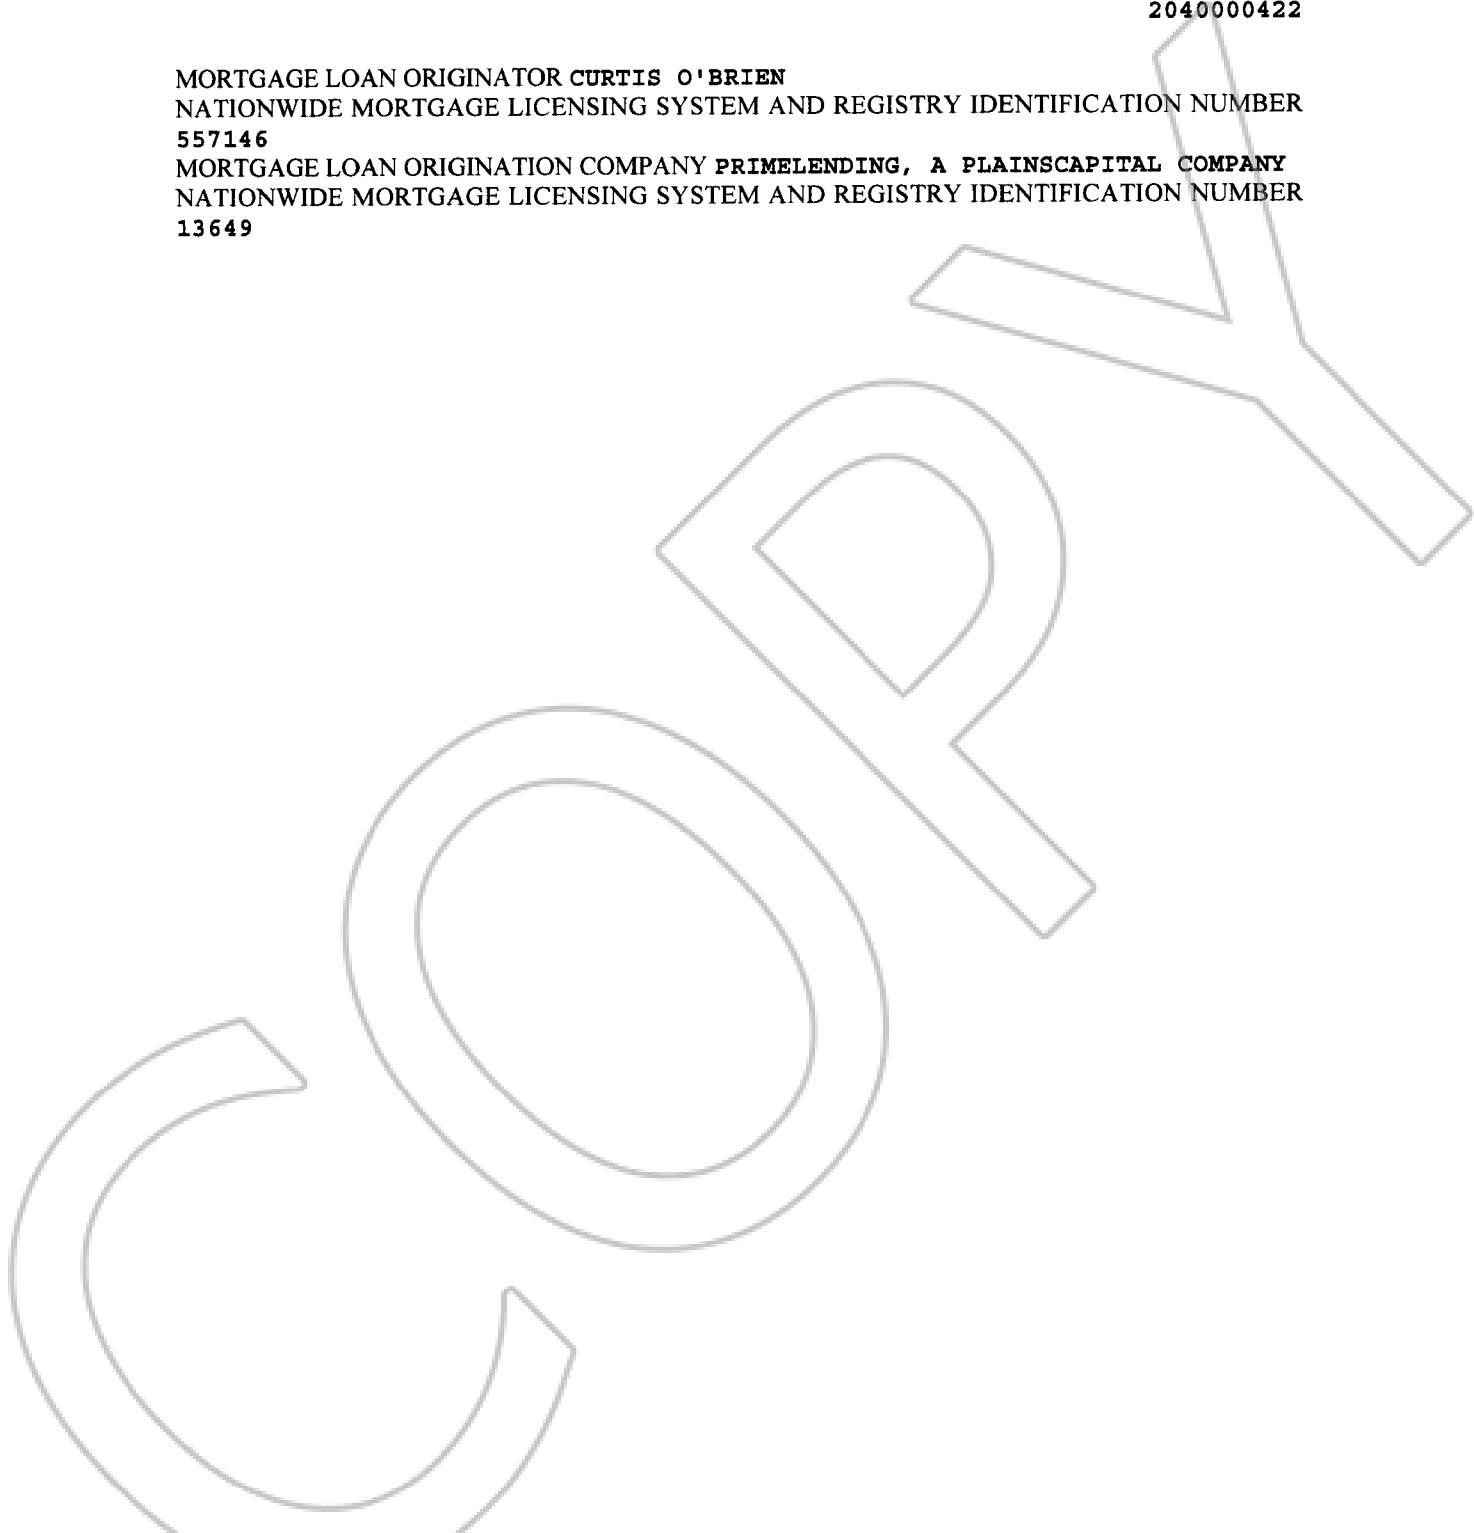 2040000422
MORTGAGE LOAN ORIGINATOR CURTIS O'BRIEN
NATIONWIDE MORTGAGE LICENSING SYSTEM AND REGISTRY IDENTIFICATION NUMBER
557146
MORTGAGE LOAN ORIGINATION COMPANY PRIMELENDING, A PLAINSCAPITAL COMPANY
NATIONWIDE MORTGAGE LICENSING SYSTEM AND REGISTRY IDENTIFICATION NUMBER
13649
COPY